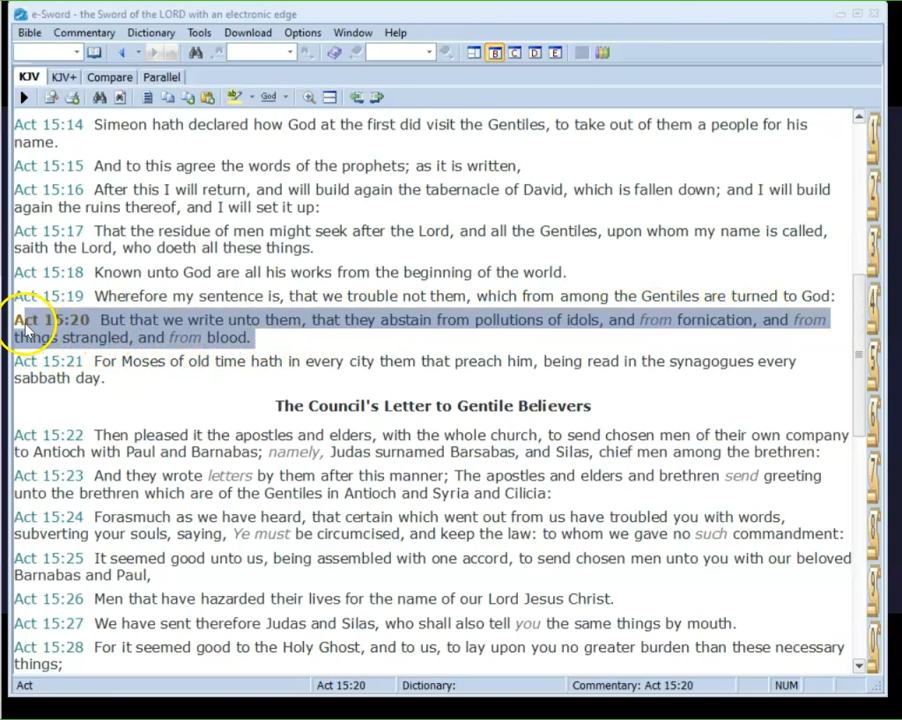 e-Sword - the Sword of the LORD with an electronic edge
Bible Commentary Dictionary Tools Download Options Window Help
B C D E
KJV KJV+ Compare Parallel
God
Act 15:14 Simeon hath declared how God at the first did visit the Gentiles, to take out of them a people for his
name.
Act 15:15 And to this agree the words of the prophets; as it is written,
Act 15:16 After this I will return, and will build again the tabernacle of David, which is fallen down; and I will build
again the ruins thereof, and I will set it up:
Act 15:17 That the residue of men might seek after the Lord, and all the Gentiles, upon whom my name is called,
saith the Lord, who doeth all these things.
Act 15:18 Known unto God are all his works from the beginning of the world.
Act 15:19 Wherefore my sentence is, that we trouble not them, which from among the Gentiles are turned to God:
Act 15:20 But that we write unto them, that they abstain from pollutions of idols, and from fornication, and from
things strangled, and from blood.
Act 15:21 For Moses of old time hath in every city them that preach him, being read in the synagogues every
sabbath day.
The Council's Letter to Gentile Believers
Act 15:22 Then pleased it the apostles and elders, with the whole church, to send chosen men of their own company
to Antioch with Paul and Barnabas; namely, Judas surnamed Barsabas, and Silas, chief men among the brethren:
Act 15:23 And they wrote letters by them after this manner; The apostles and elders and brethren send greeting
unto the brethren which are of the Gentiles in Antioch and Syria and Cilicia:
Act 15:24 Forasmuch as we have heard, that certain which went out from us have troubled you with words,
subverting your souls, saying, Ye must be circumcised, and keep the law: to whom we gave no such commandment:
Act 15:25 It seemed good unto us, being assembled with one accord, to send chosen men unto you with our beloved
Barnabas and Paul,
Act 15:26 Men that have hazarded their lives for the name of our Lord Jesus Christ.
Act 15:27 We have sent therefore Judas and Silas, who shall also tell you the same things by mouth.
Act 15:28 For it seemed good to the Holy Ghost, and to us, to lay upon you no greater burden than these necessary
things;
1
2
3
4
5
6
7
8
9
0
Act Act 15:20 Dictionary: Commentary: Act 15:20 NUM